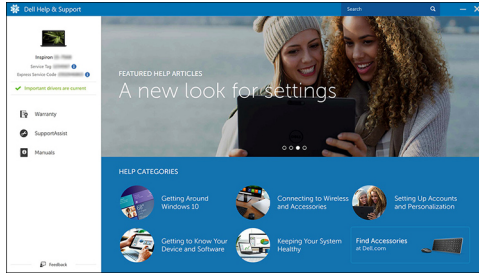 Dell Help & Support
Search
Inspiron
Service Tag
Express Service Code
Important drivers are current
Warranty
SupportAssist
Manuals
Feedback
FEATURED HELP ARTICLES
A new look for settings
HELP CATEGORIES
Getting Around
Windows 10
Connecting to Wireless
and Accessories
Setting Up Accounts
and Personalization
Getting to Know Your
Device and Software
Keeping Your System
Healthy
Find Accessories
at Dell.com